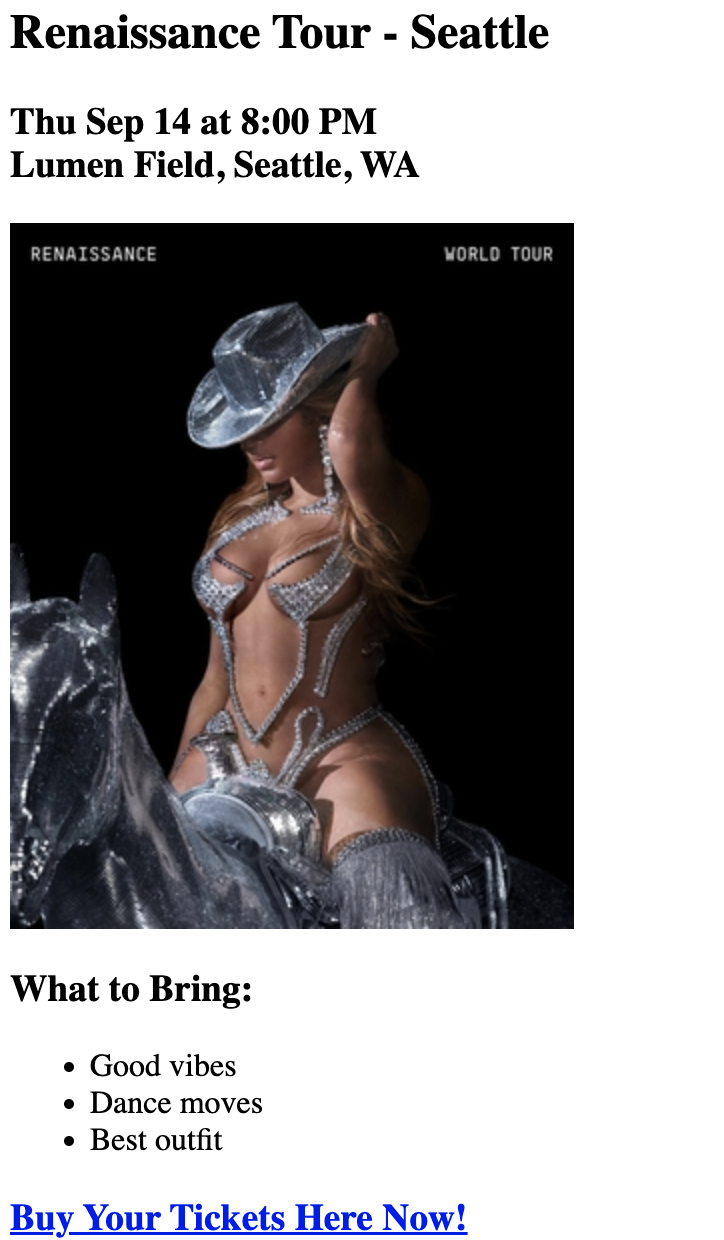 Renaissance Tour - Seattle
Thu Sep 14 at 8:00 PM
Lumen Field, Seattle, WA
RENAISSANCE WORLD TOUR
What to Bring:
Good vibes
Dance moves
Best outfit
Buy Your Tickets Here Now!